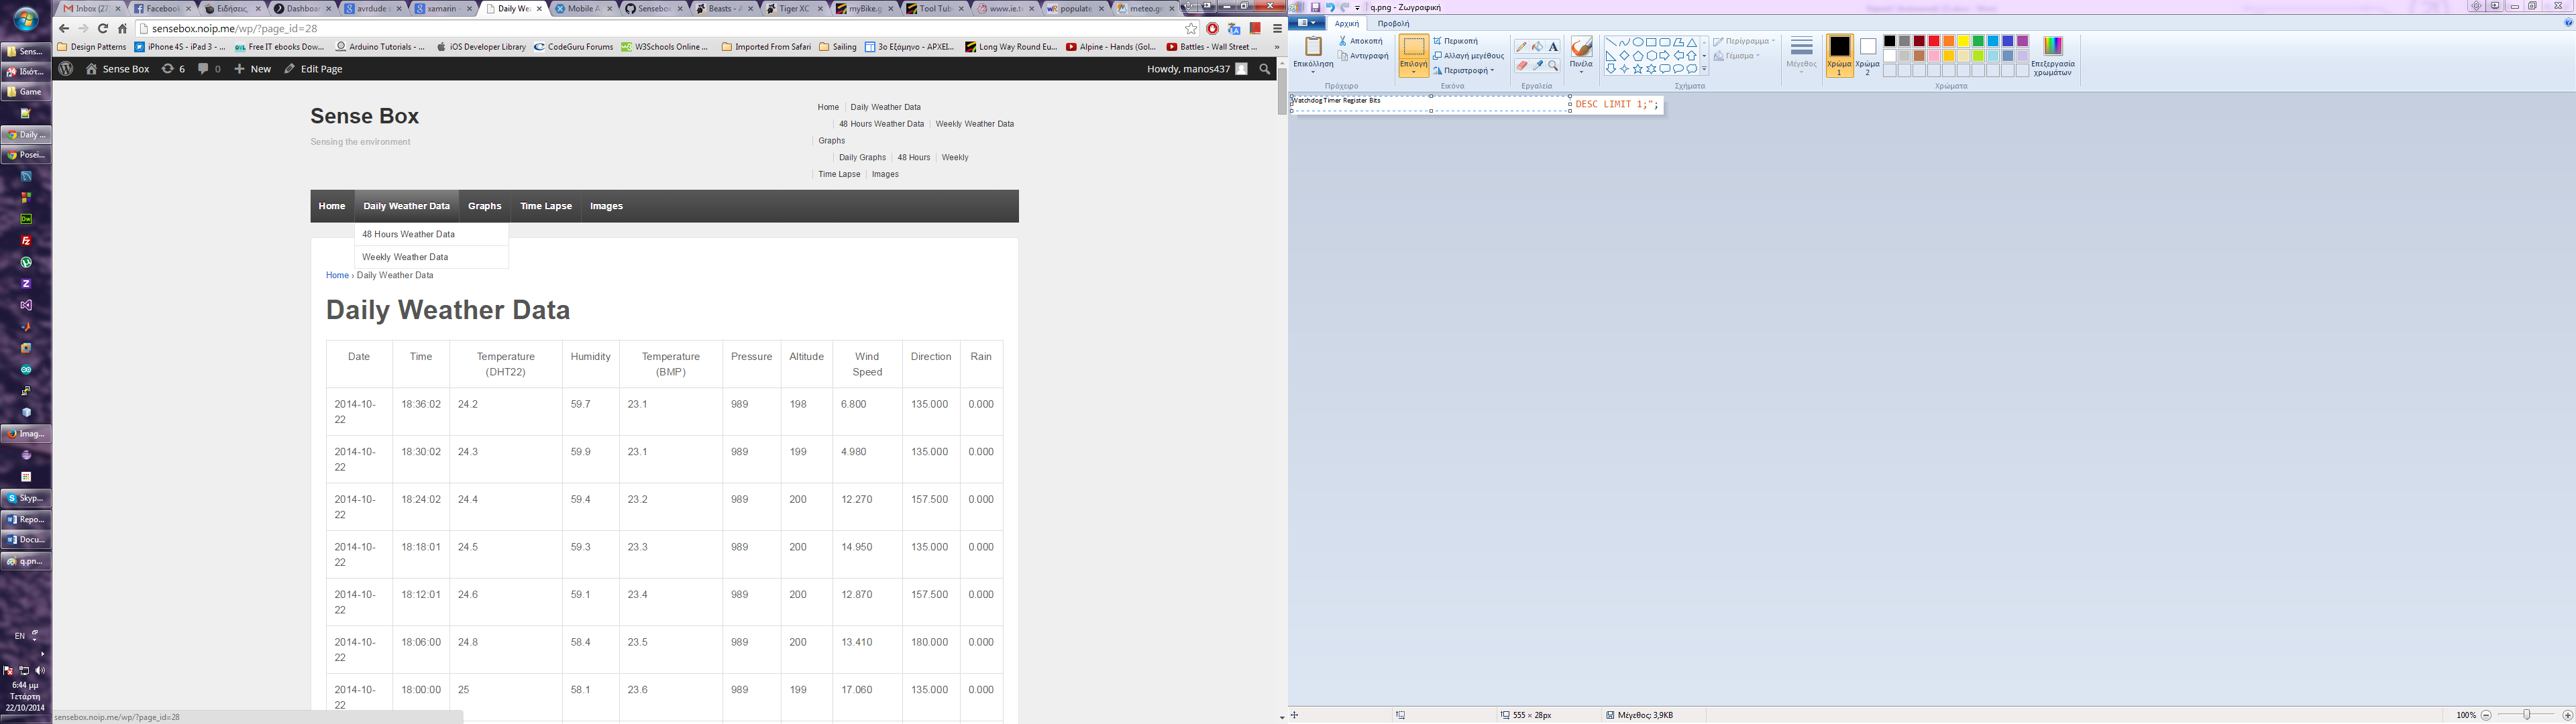 Inbox (27
Facebook
Ειδήσεις,
Dashboar
avrdude c
xamarin -
Daily Wea
Mobile A
Sensebox
Beasts - A
Tiger XC
myBike.g
Tool Tub
www.ie.te
populate
meteo.gr
sensebox.noip.me/wp/?page_id=28
Design Patterns
iPhone 4S - iPad 3 - ...
Free IT ebooks Dow...
Arduino Tutorials - ...
iOS Developer Library
CodeGuru Forums
W3Schools Online ...
Imported From Safari
Sailing
3ο Εξάμηνο - ΑΡΧΕΙ...
Long Way Round Eu...
Alpine - Hands (Gol...
Battles - Wall Street ...
»
Sense Box
6
0
New
Edit Page
Howdy, manos437
Sense Box
Sensing the environment
Home
Daily Weather Data
48 Hours Weather Data
Weekly Weather Data
Graphs
Daily Graphs
48 Hours
Weekly
Time Lapse
Images
Home
Daily Weather Data
Graphs
Time Lapse
Images
48 Hours Weather Data
Weekly Weather Data
Home › Daily Weather Data
Daily Weather Data
Date Time Temperature (DHT22) Humidity Temperature (BMP) Pressure Altitude Wind Speed Direction Rain
2014-10-22 18:36:02 24.2 59.7 23.1 989 198 6.800 135.000 0.000
2014-10-22 18:30:02 24.3 59.9 23.1 989 199 4.980 135.000 0.000
2014-10-22 18:24:02 24.4 59.4 23.2 989 200 12.270 157.500 0.000
2014-10-22 18:18:01 24.5 59.3 23.3 989 200 14.950 135.000 0.000
2014-10-22 18:12:01 24.6 59.1 23.4 989 200 12.870 157.500 0.000
2014-10-22 18:06:00 24.8 58.4 23.5 989 200 13.410 180.000 0.000
2014-10-22 18:00:00 25 58.1 23.6 989 199 17.060 135.000 0.000
sensebox.noip.me/wp/?page_id=28
Sens...
Ιδιότ...
Game
Daily ...
Posei...
Imag...
Skyp...
Repo...
Docu...
q.pn...
EN
6:44 μμ
Τετάρτη
22/10/2014
q.png - Ζωγραφική
Αρχική
Προβολή
Επικόλληση
Αποκοπή
Αντιγραφή
Πρόχειρο
Επιλογή
Περικοπή
Αλλαγή μεγέθους
Περιστροφή
Εικόνα
Εργαλεία
Πινέλα
Περίγραμμα
Γέμισμα
Σχήματα
Μέγεθος
Χρώμα 1
Χρώμα 2
Επεξεργασία χρωμάτων
Χρώματα
Watchdog Timer Register Bits
DESC LIMIT 1;";
555 × 28px
Μέγεθος: 3,9KB
100%